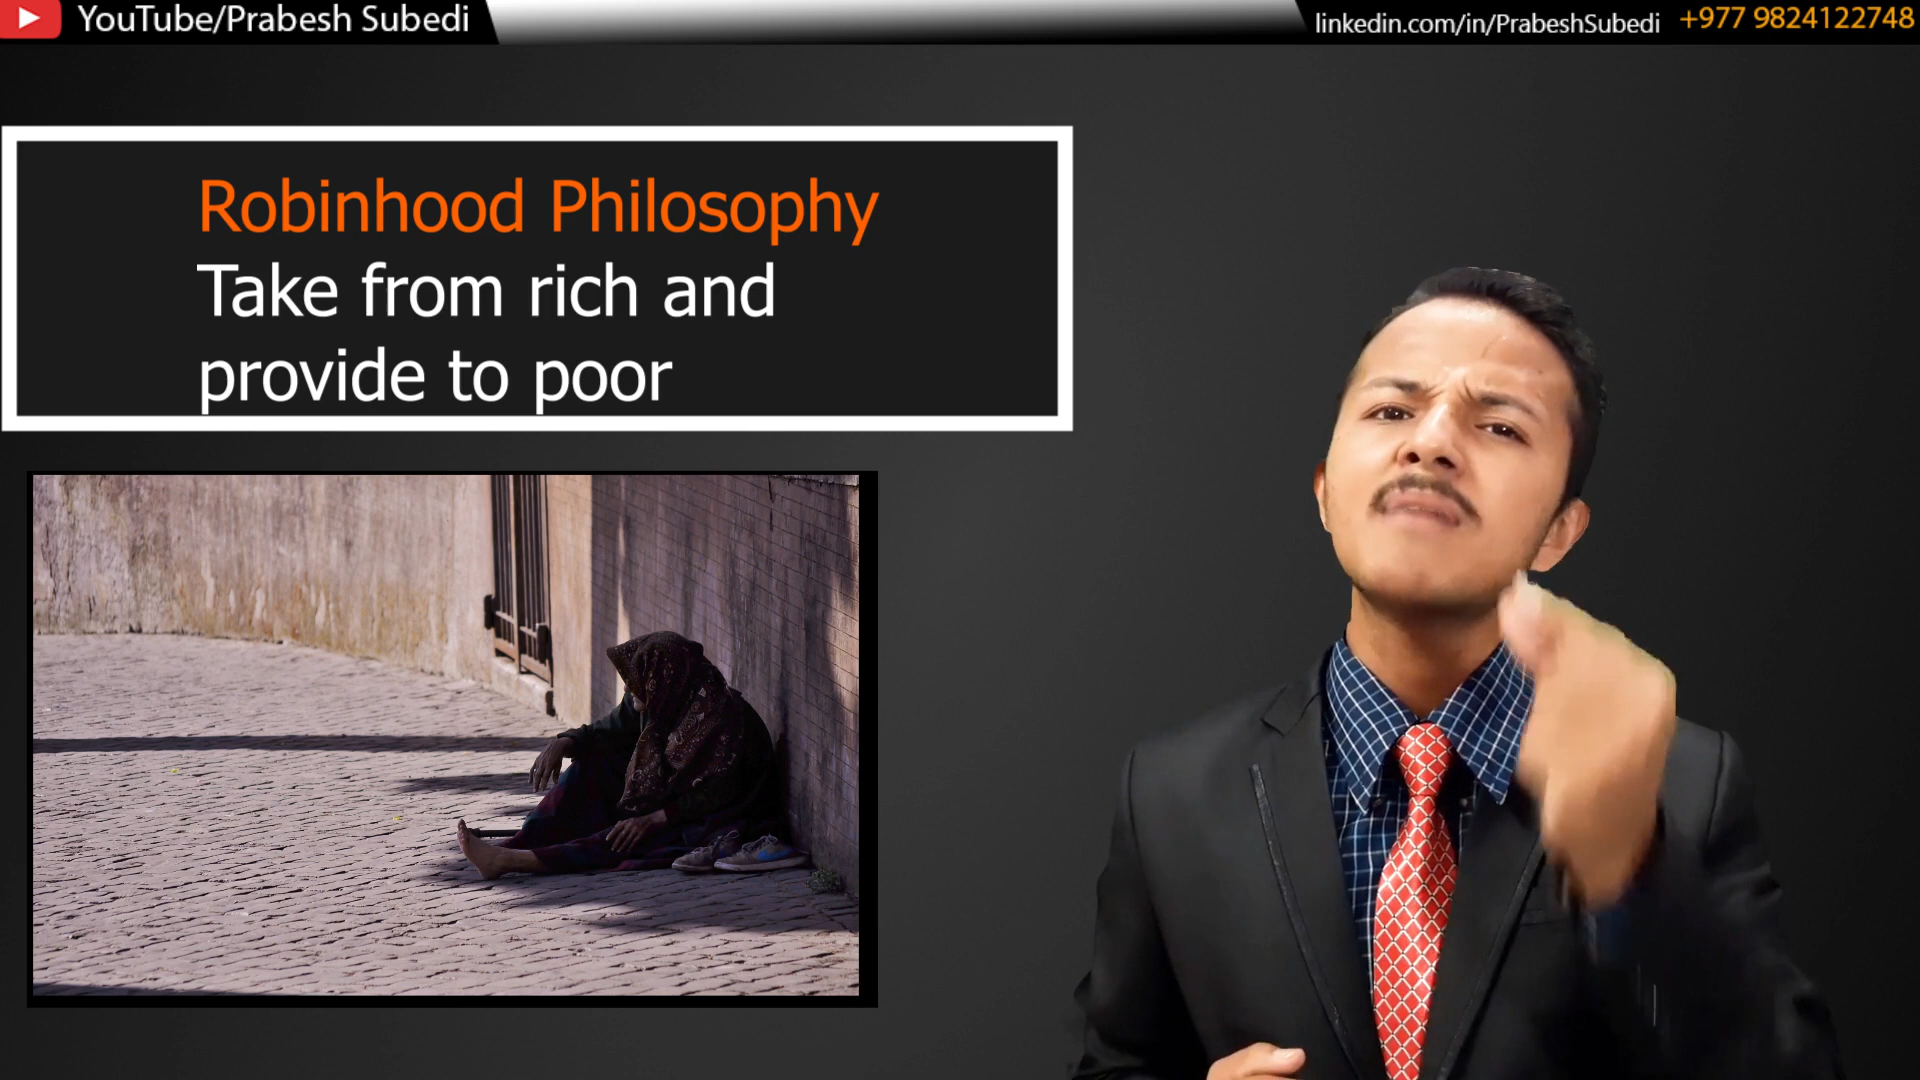 YouTube/Prabesh Subedi
linkedin.com/in/PrabeshSubedi +977 9824122748
Robinhood Philosophy
Take from rich and
provide to poor